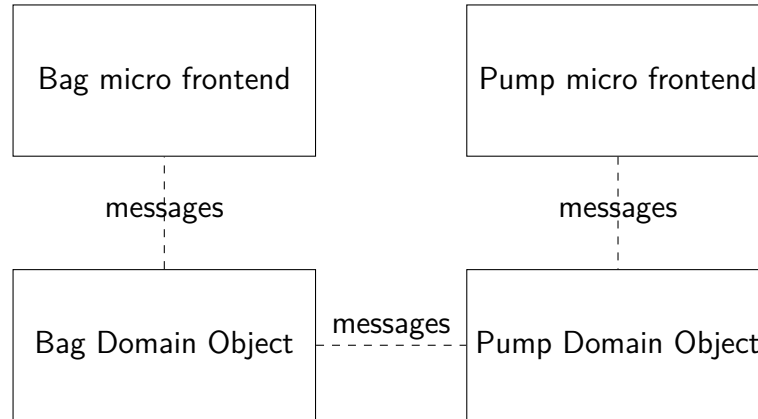 Bag micro frontend
Pump micro frontend
messages
messages
messages
Bag Domain Object
Pump Domain Object